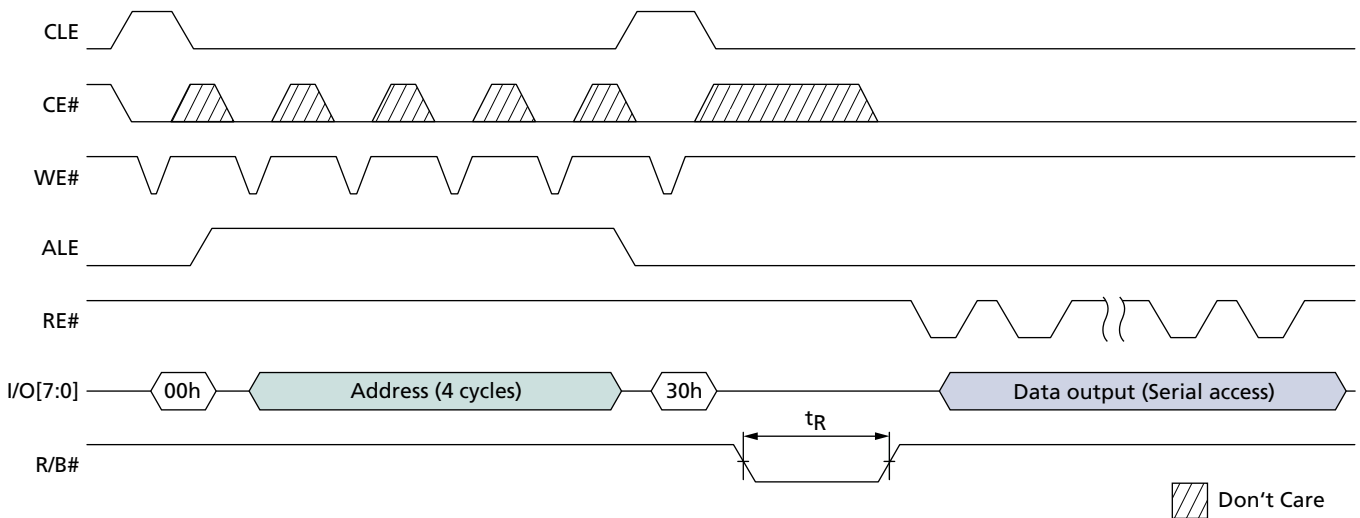 CLE
CE#
WE#
ALE
RE#
I/O[7:0]
00h
Address (4 cycles)
30h
Data output (Serial access)
tR
R/B#
Don't Care